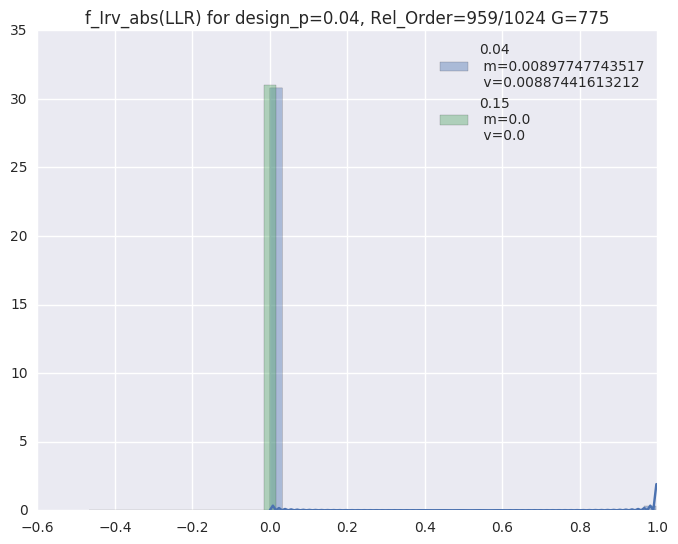 f_Irv_abs(LLR) for design_p=0.04, Rel_Order=959/1024 G=775
35
30
25
20
15
10
5
0
0.04
m=0.00897747743517
v=0.00887441613212
0.15
m=0.0
v=0.0
−0.6 −0.4 −0.2 0.0 0.2 0.4 0.6 0.8 1.0